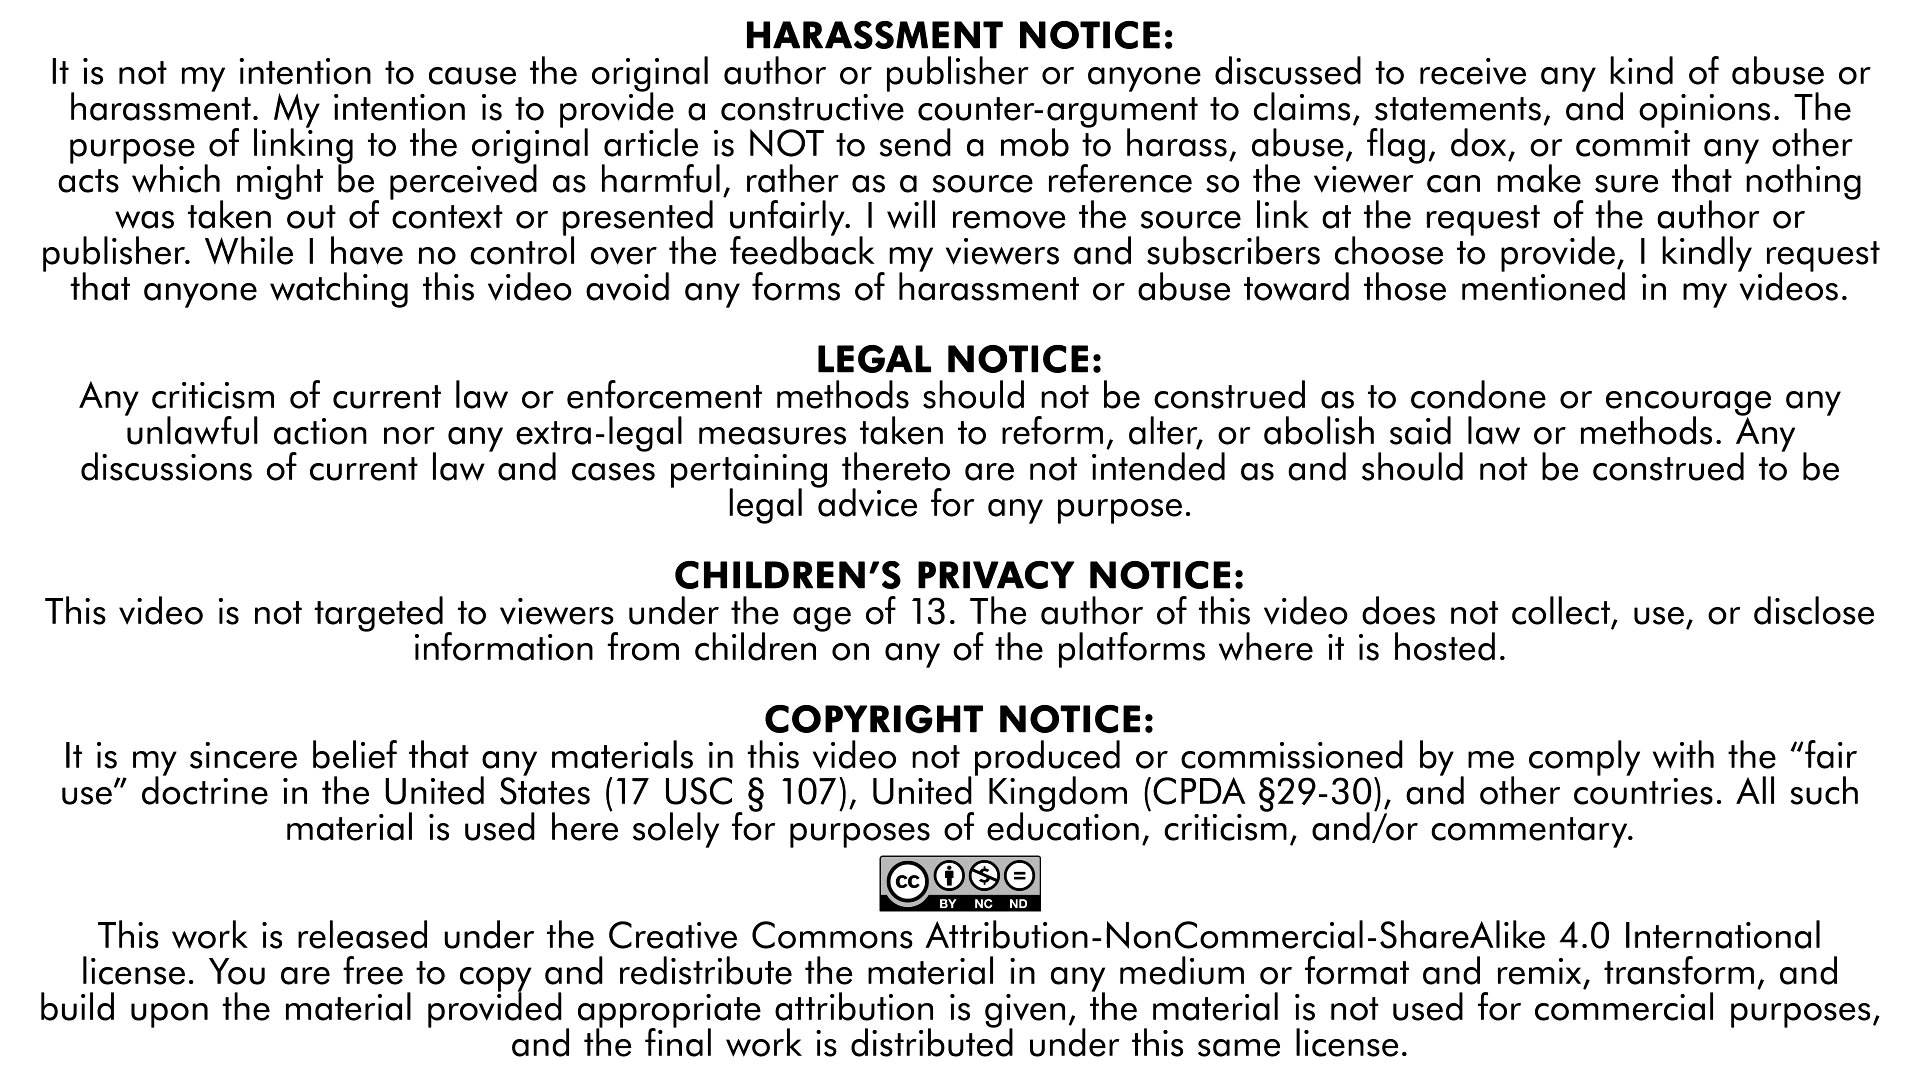 HARASSMENT NOTICE:
It is not my intention to cause the original author or publisher or anyone discussed to receive any kind of abuse or
harassment. My intention is to provide a constructive counter-argument to claims, statements, and opinions. The
purpose of linking to the original article is NOT to send a mob to harass, abuse, flag, dox, or commit any other
acts which might be perceived as harmful, rather as a source reference so the viewer can make sure that nothing
was taken out of context or presented unfairly. I will remove the source link at the request of the author or
publisher. While I have no control over the feedback my viewers and subscribers choose to provide, I kindly request
that anyone watching this video avoid any forms of harassment or abuse toward those mentioned in my videos.
LEGAL NOTICE:
Any criticism of current law or enforcement methods should not be construed as to condone or encourage any
unlawful action nor any extra-legal measures taken to reform, alter, or abolish said law or methods. Any
discussions of current law and cases pertaining thereto are not intended as and should not be construed to be
legal advice for any purpose.
CHILDREN’S PRIVACY NOTICE:
This video is not targeted to viewers under the age of 13. The author of this video does not collect, use, or disclose
information from children on any of the platforms where it is hosted.
COPYRIGHT NOTICE:
It is my sincere belief that any materials in this video not produced or commissioned by me comply with the “fair
use” doctrine in the United States (17 USC § 107), United Kingdom (CPDA §29-30), and other countries. All such
material is used here solely for purposes of education, criticism, and/or commentary.
cc
BY NC ND
This work is released under the Creative Commons Attribution-NonCommercial-ShareAlike 4.0 International
license. You are free to copy and redistribute the material in any medium or format and remix, transform, and
build upon the material provided appropriate attribution is given, the material is not used for commercial purposes,
and the final work is distributed under this same license.